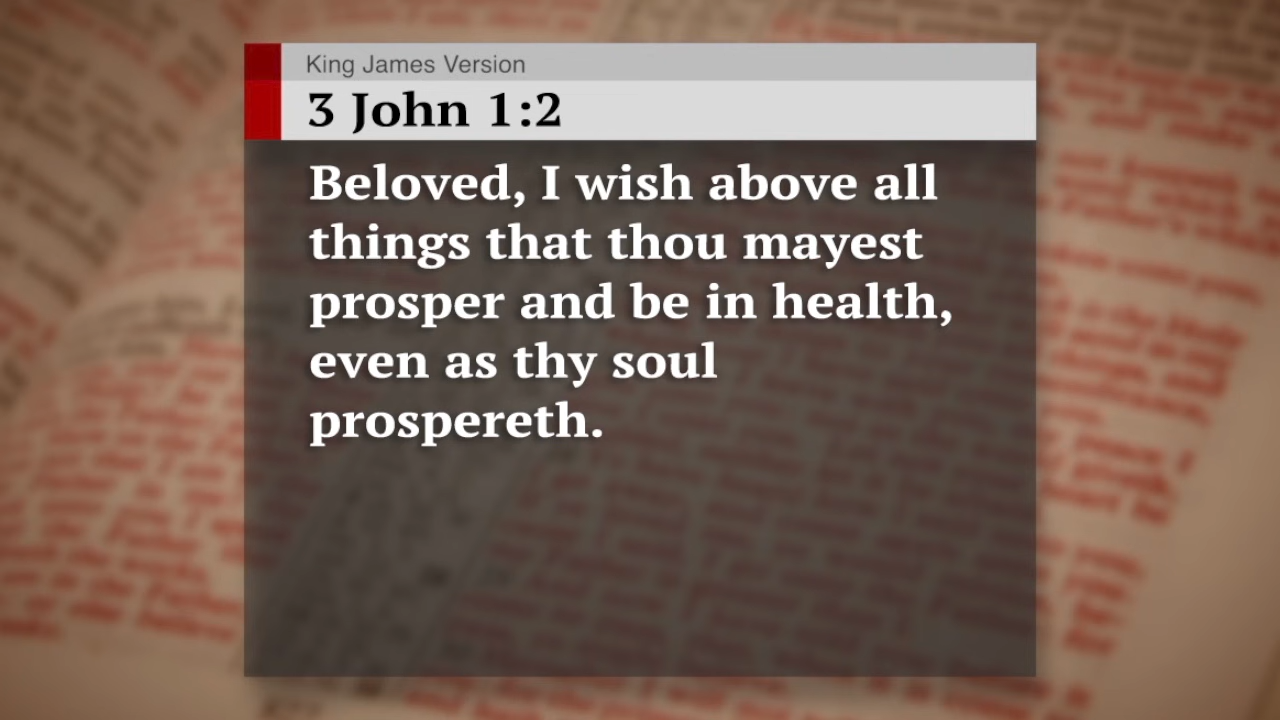 King James Version
3 John 1:2
Beloved, I wish above all
things that thou mayest
prosper and be in health,
even as thy soul
prospereth.